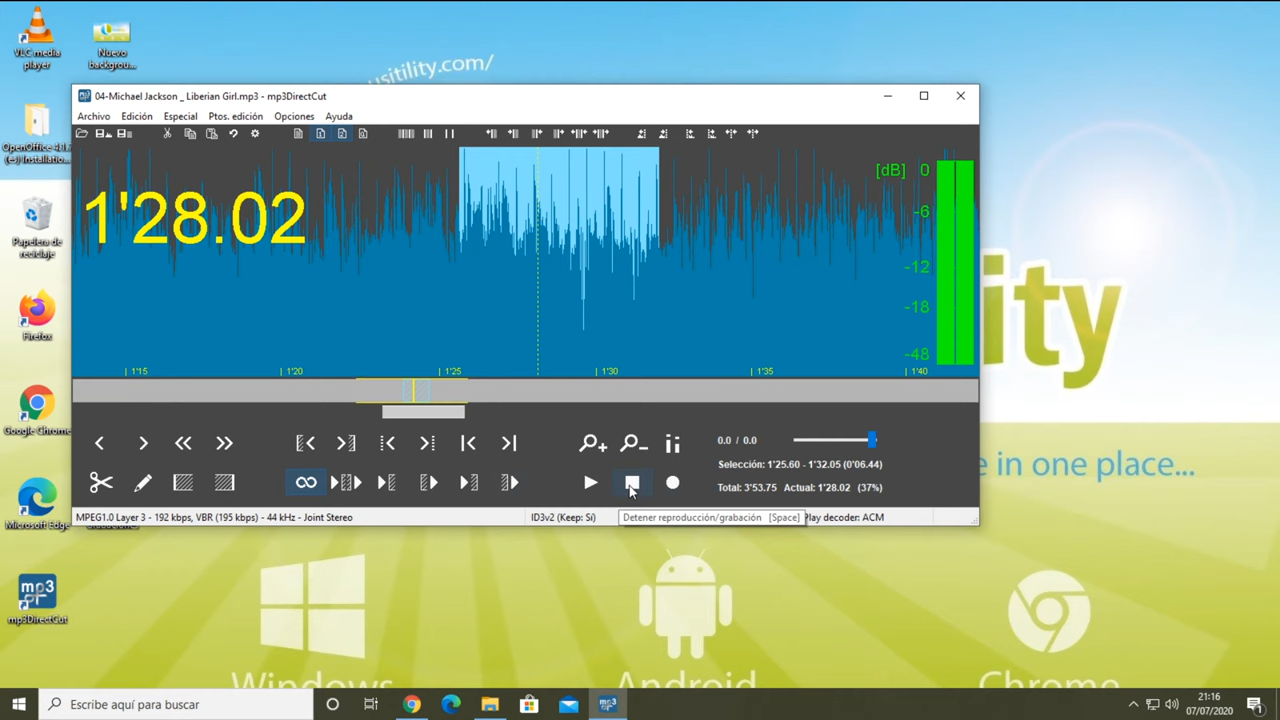 VLC media
player
Nuevo
backgrou...
usitility.com/
OpenOffice 4.1.7
(es) Installatio...
Papelera de
reciclaje
Firefox
Google Chrome
Microsoft Edge
mp3DirectCut
04-Michael Jackson _ Liberian Girl.mp3 - mp3DirectCut
Archivo Edición Especial Ptos. edición Opciones Ayuda
1'28.02
[dB] 0
-6
-12
-18
-48
1'15 1'20 1'25 1'30 1'35 1'40
0.0 / 0.0
Selección: 1'25.60 - 1'32.05 (0'06.44)
Total: 3'53.75 Actual: 1'28.02 (37%)
MPEG1.0 Layer 3 - 192 kbps, VBR (195 kbps) - 44 kHz - Joint Stereo
ID3v2 (Keep: Sí)
Detener reproducción/grabación [Space]
Play decoder: ACM
ity
e in one place...
mp3
Windows Android Chrome
Escribe aquí para buscar
mp3
21:16
07/07/2020
1